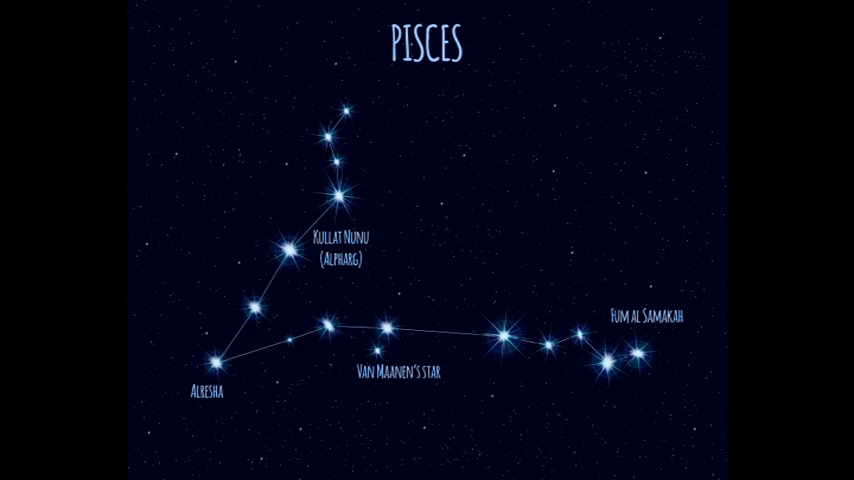 PISCES
KULLAT NUNU
(ALPHARG)
FUM AL SAMAKAH
VAN MAANEN'S STAR
ALRESHA